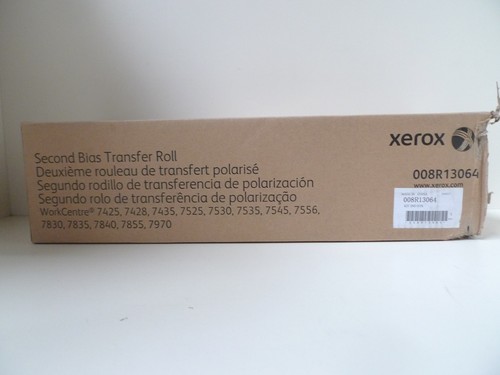 Second Bias Transfer Roll
Deuxième rouleau de transfert polarisé
Segundo rodillo de transferencia de polarización
Segundo rolo de transferência de polarização
WorkCentre® 7425, 7428, 7435, 7525, 7530, 7535, 7545, 7556,
7830, 7835, 7840, 7855, 7970
xerox
008R13064
www.xerox.com
008R13064